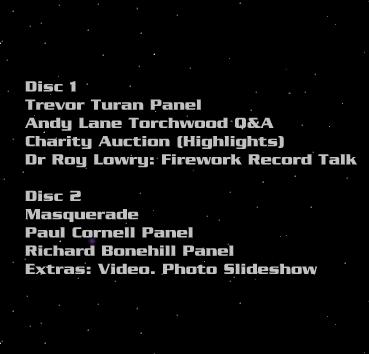 Disc 1
Trevor Turan Panel
Andy Lane Torchwood Q&A
Charity Auction (Highlights)
Dr Roy Lowry: Firework Record Talk
Disc 2
Masquerade
Paul Cornell Panel
Richard Bonehill Panel
Extras: Video. Photo Slideshow